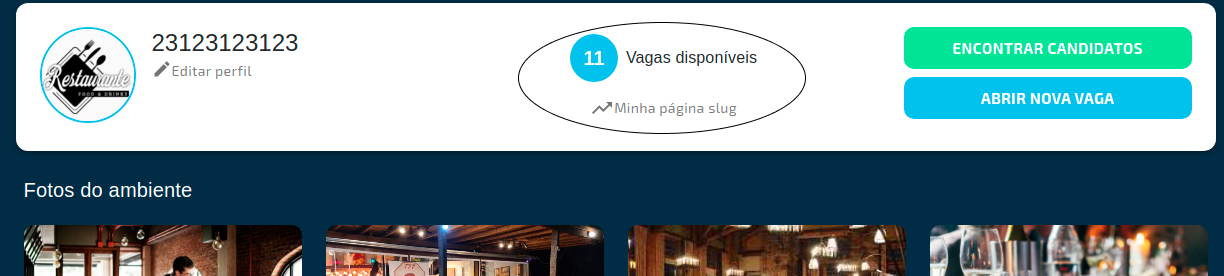 23123123123
Editar perfil
Restaurante
FOOD & DRINKS
11 Vagas disponíveis
Minha página slug
ENCONTRAR CANDIDATOS
ABRIR NOVA VAGA
Fotos do ambiente